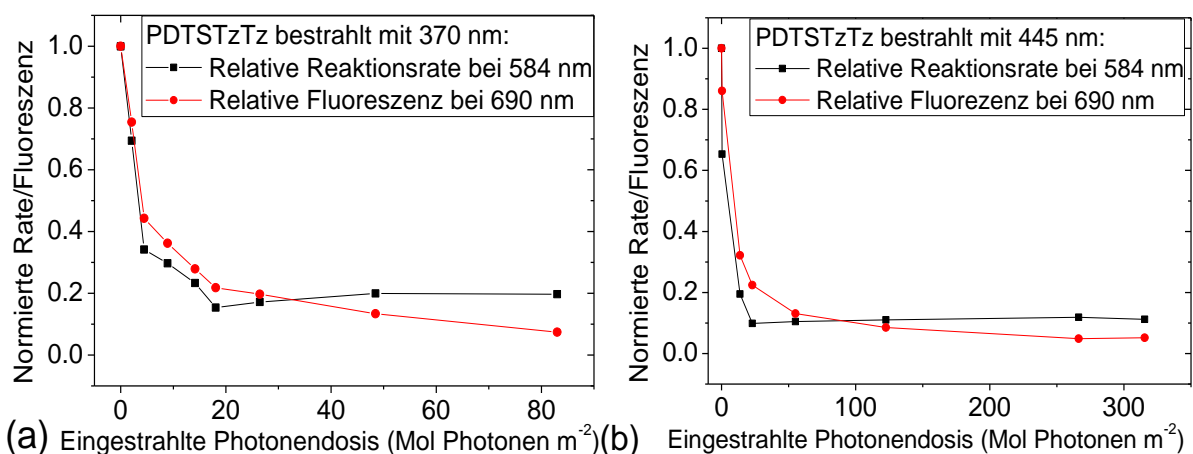 PDTSTzTz bestrahlt mit 370 nm:
Relative Reaktionsrate bei 584 nm
Relative Fluoreszenz bei 690 nm
Normierte Rate/Fluoreszenz
1.0
0.8
0.6
0.4
0.2
0.0
0 20 40 60 80
(a) Eingestrahlte Photonendosis (Mol Photonen m-2)
PDTSTzTz bestrahlt mit 445 nm:
Relative Reaktionsrate bei 584 nm
Relative Fluorezenz bei 690 nm
Normierte Rate/Fluoreszenz
1.0
0.8
0.6
0.4
0.2
0.0
0 100 200 300
(b) Eingestrahlte Photonendosis (Mol Photonen m-2)